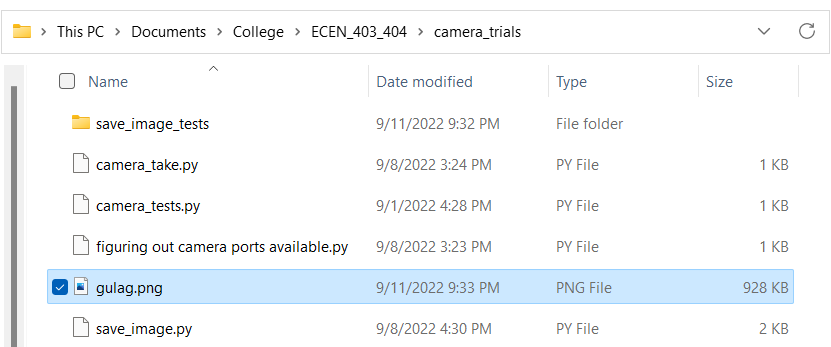 This PC > Documents > College > ECEN_403_404 > camera_trials
Name Date modified Type Size
save_image_tests 9/11/2022 9:32 PM File folder
camera_take.py 9/8/2022 3:24 PM PY File 1 KB
camera_tests.py 9/1/2022 4:28 PM PY File 1 KB
figuring out camera ports available.py 9/8/2022 3:23 PM PY File 1 KB
gulag.png 9/11/2022 9:33 PM PNG File 928 KB
save_image.py 9/8/2022 4:30 PM PY File 2 KB